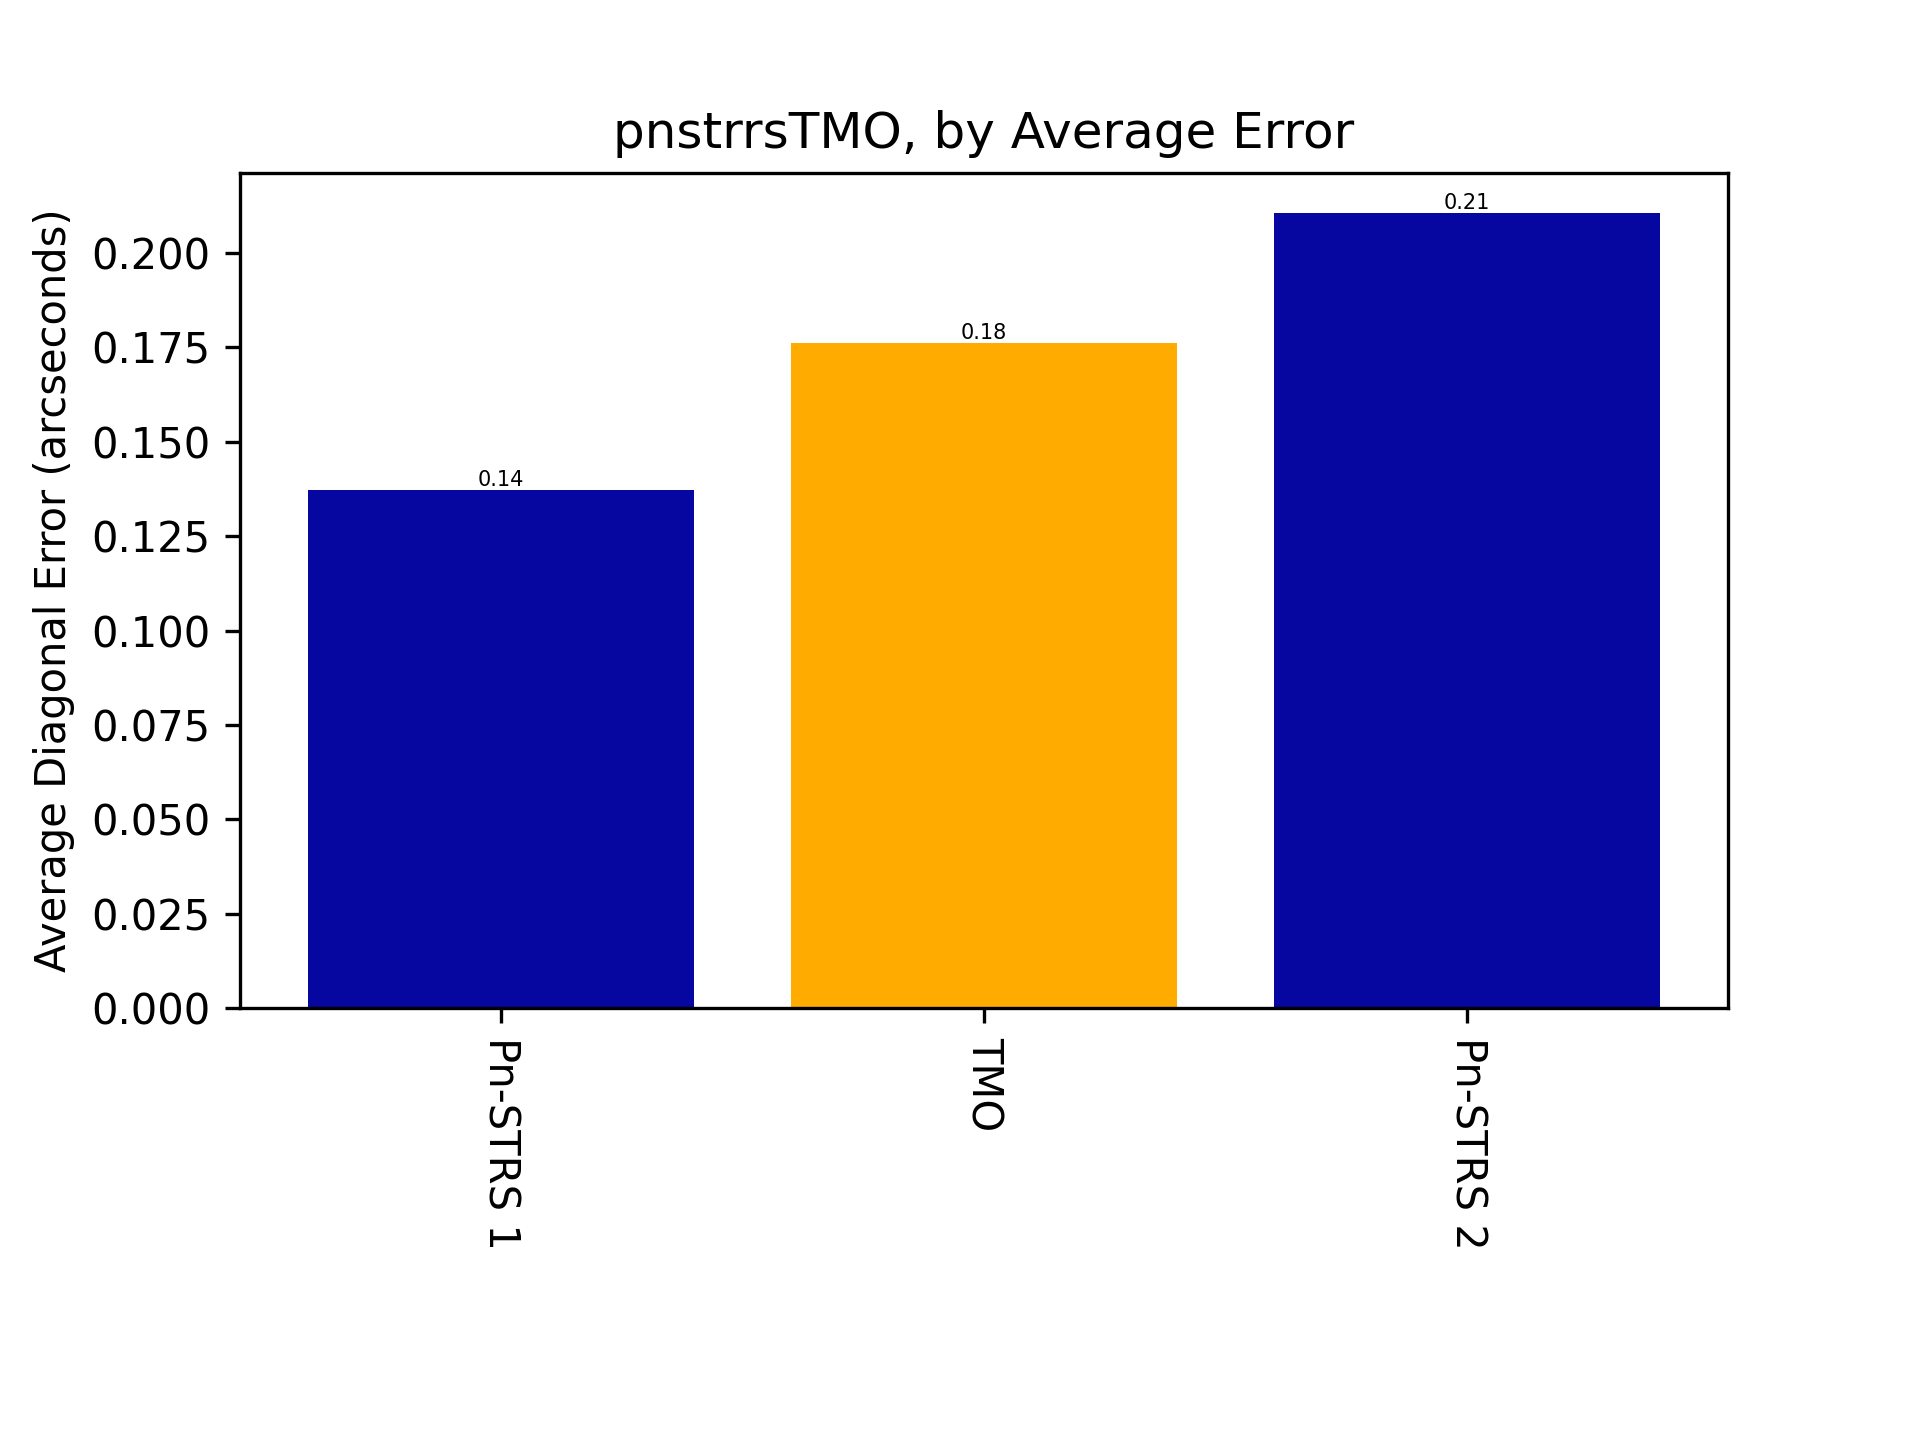 pnstrrsTMO, by Average Error
Average Diagonal Error (arcseconds)
0.200
0.175
0.150
0.125
0.100
0.075
0.050
0.025
0.000
0.14
0.18
0.21
Pn-STRS 1
TMO
Pn-STRS 2